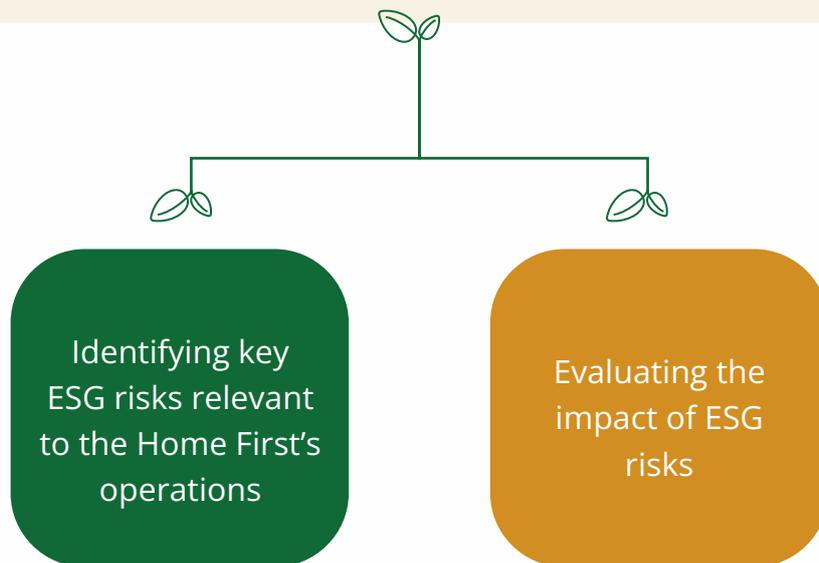 Identifying key
ESG risks relevant
to the Home First’s
operations
Evaluating the
impact of ESG
risks